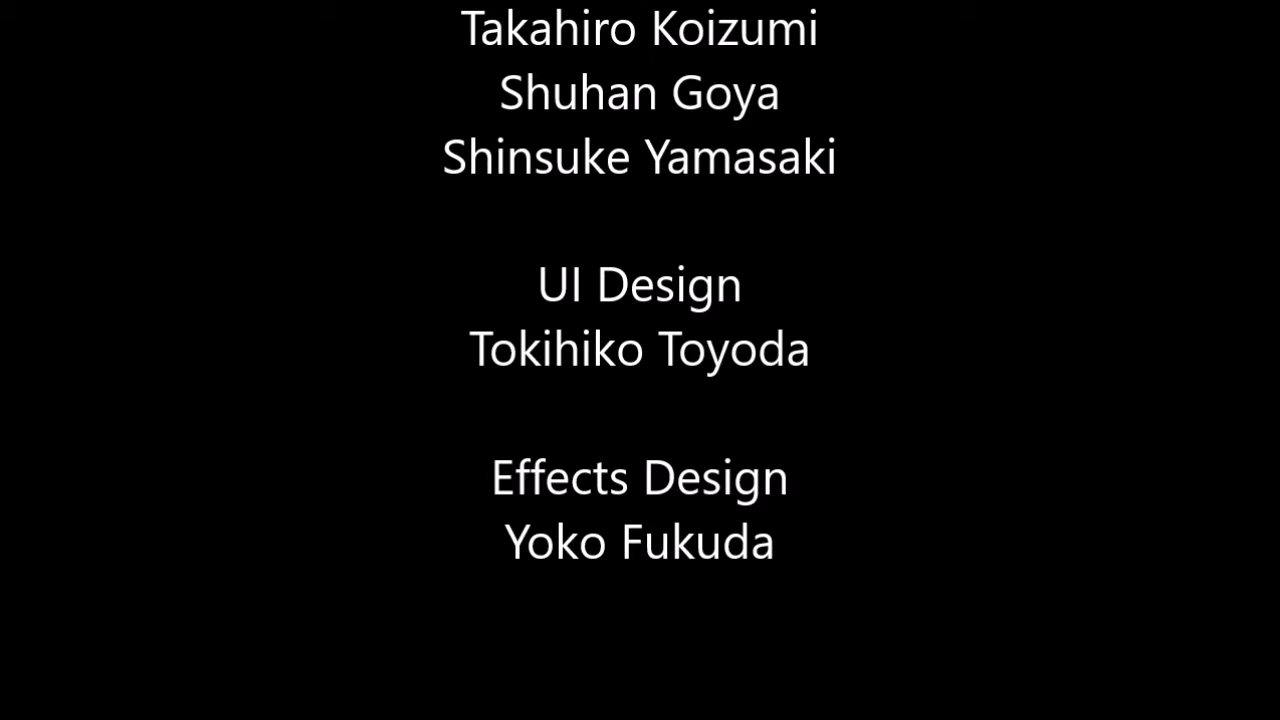 Takahiro Koizumi
Shuhan Goya
Shinsuke Yamasaki
UI Design
Tokihiko Toyoda
Effects Design
Yoko Fukuda